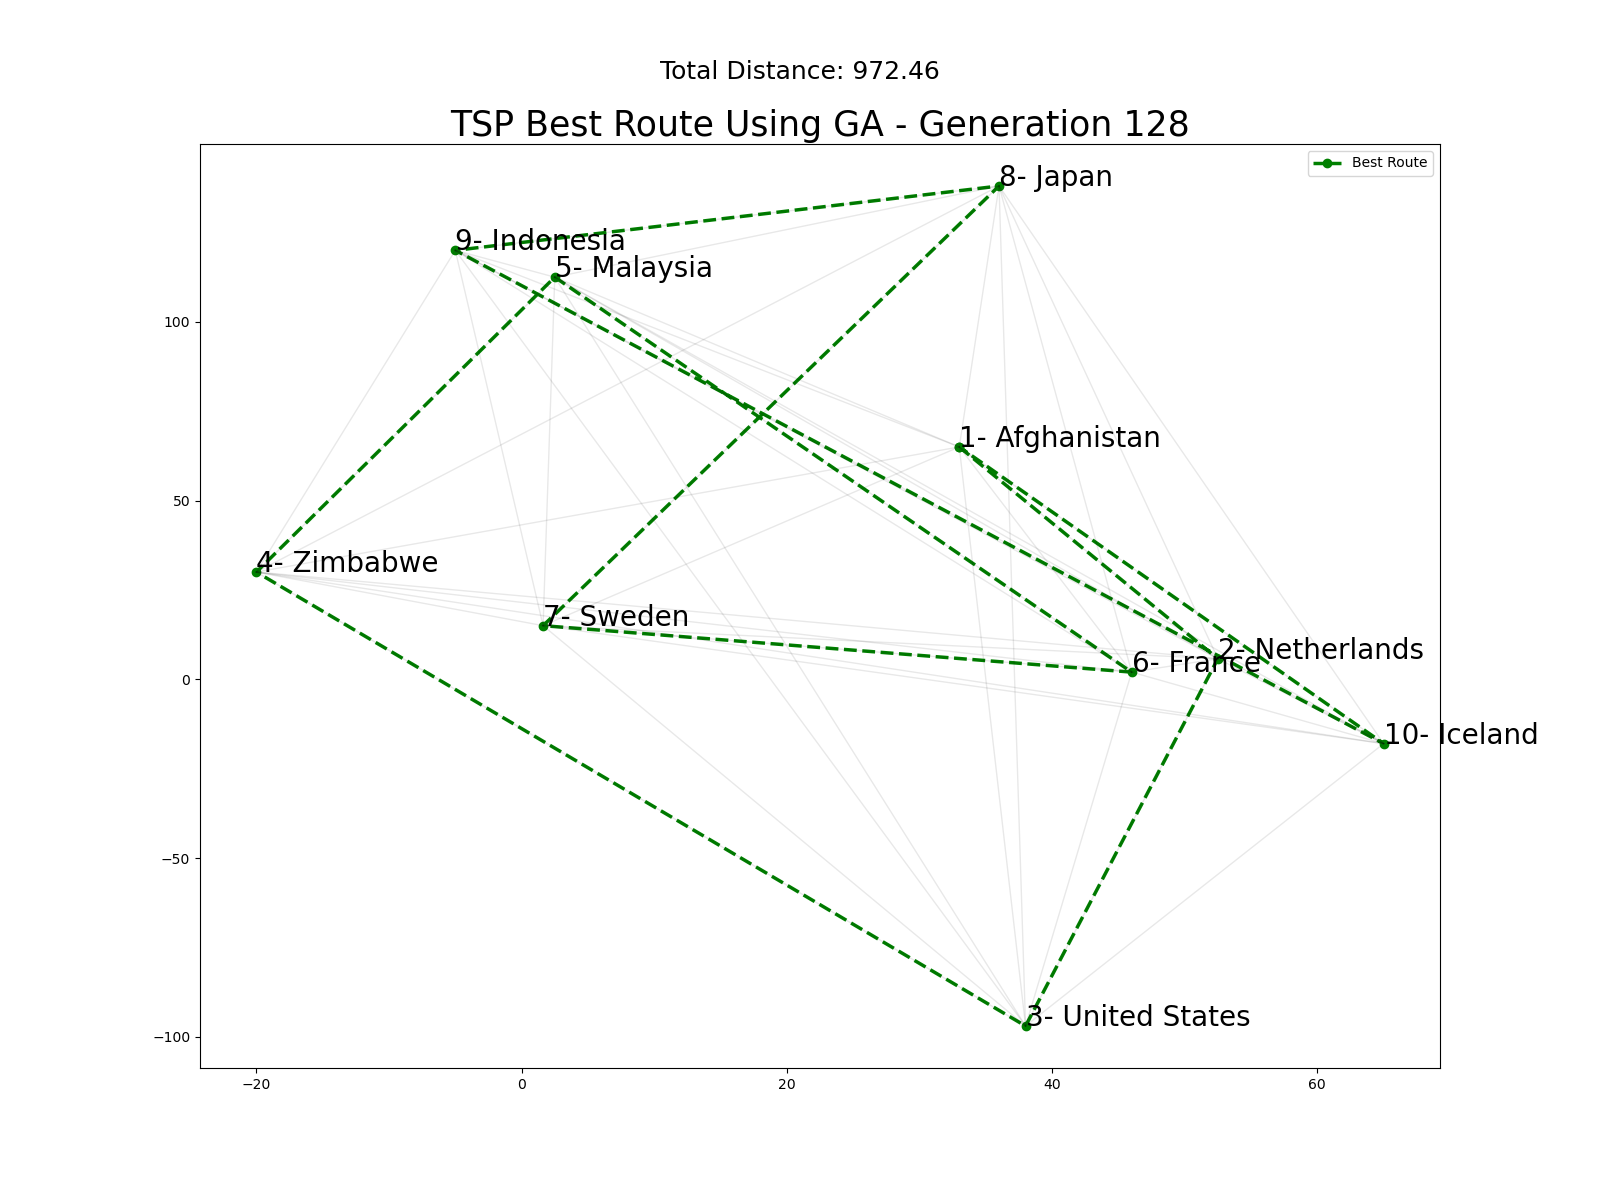 Total Distance: 972.46
TSP Best Route Using GA - Generation 128
Best Route
8- Japan
9- Indonesia
5- Malaysia
100
1- Afghanistan
50
4- Zimbabwe
7- Sweden
2- Netherlands
6- France
0
10- Iceland
−50
3- United States
−100
−20 0 20 40 60